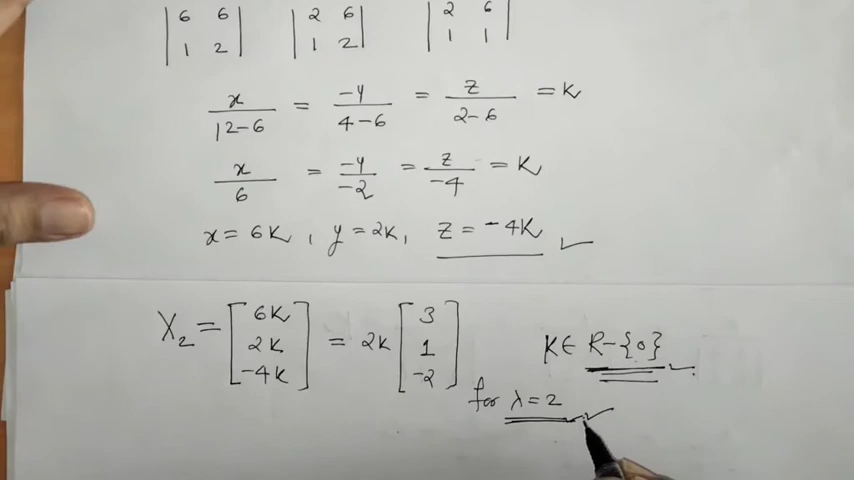 |6 6| |2 6| |2 6|
|1 2| |1 2| |1 1|
x/(12-6) = -y/(4-6) = z/(2-6) = K
x/6 = -y/-2 = z/-4 = K
x = 6K, y = 2K, z = -4K ✓
X₂ = [6K 2K -4K] = 2K [3 1 -2] K ∈ R-{0} ✓
for λ = 2 ✓